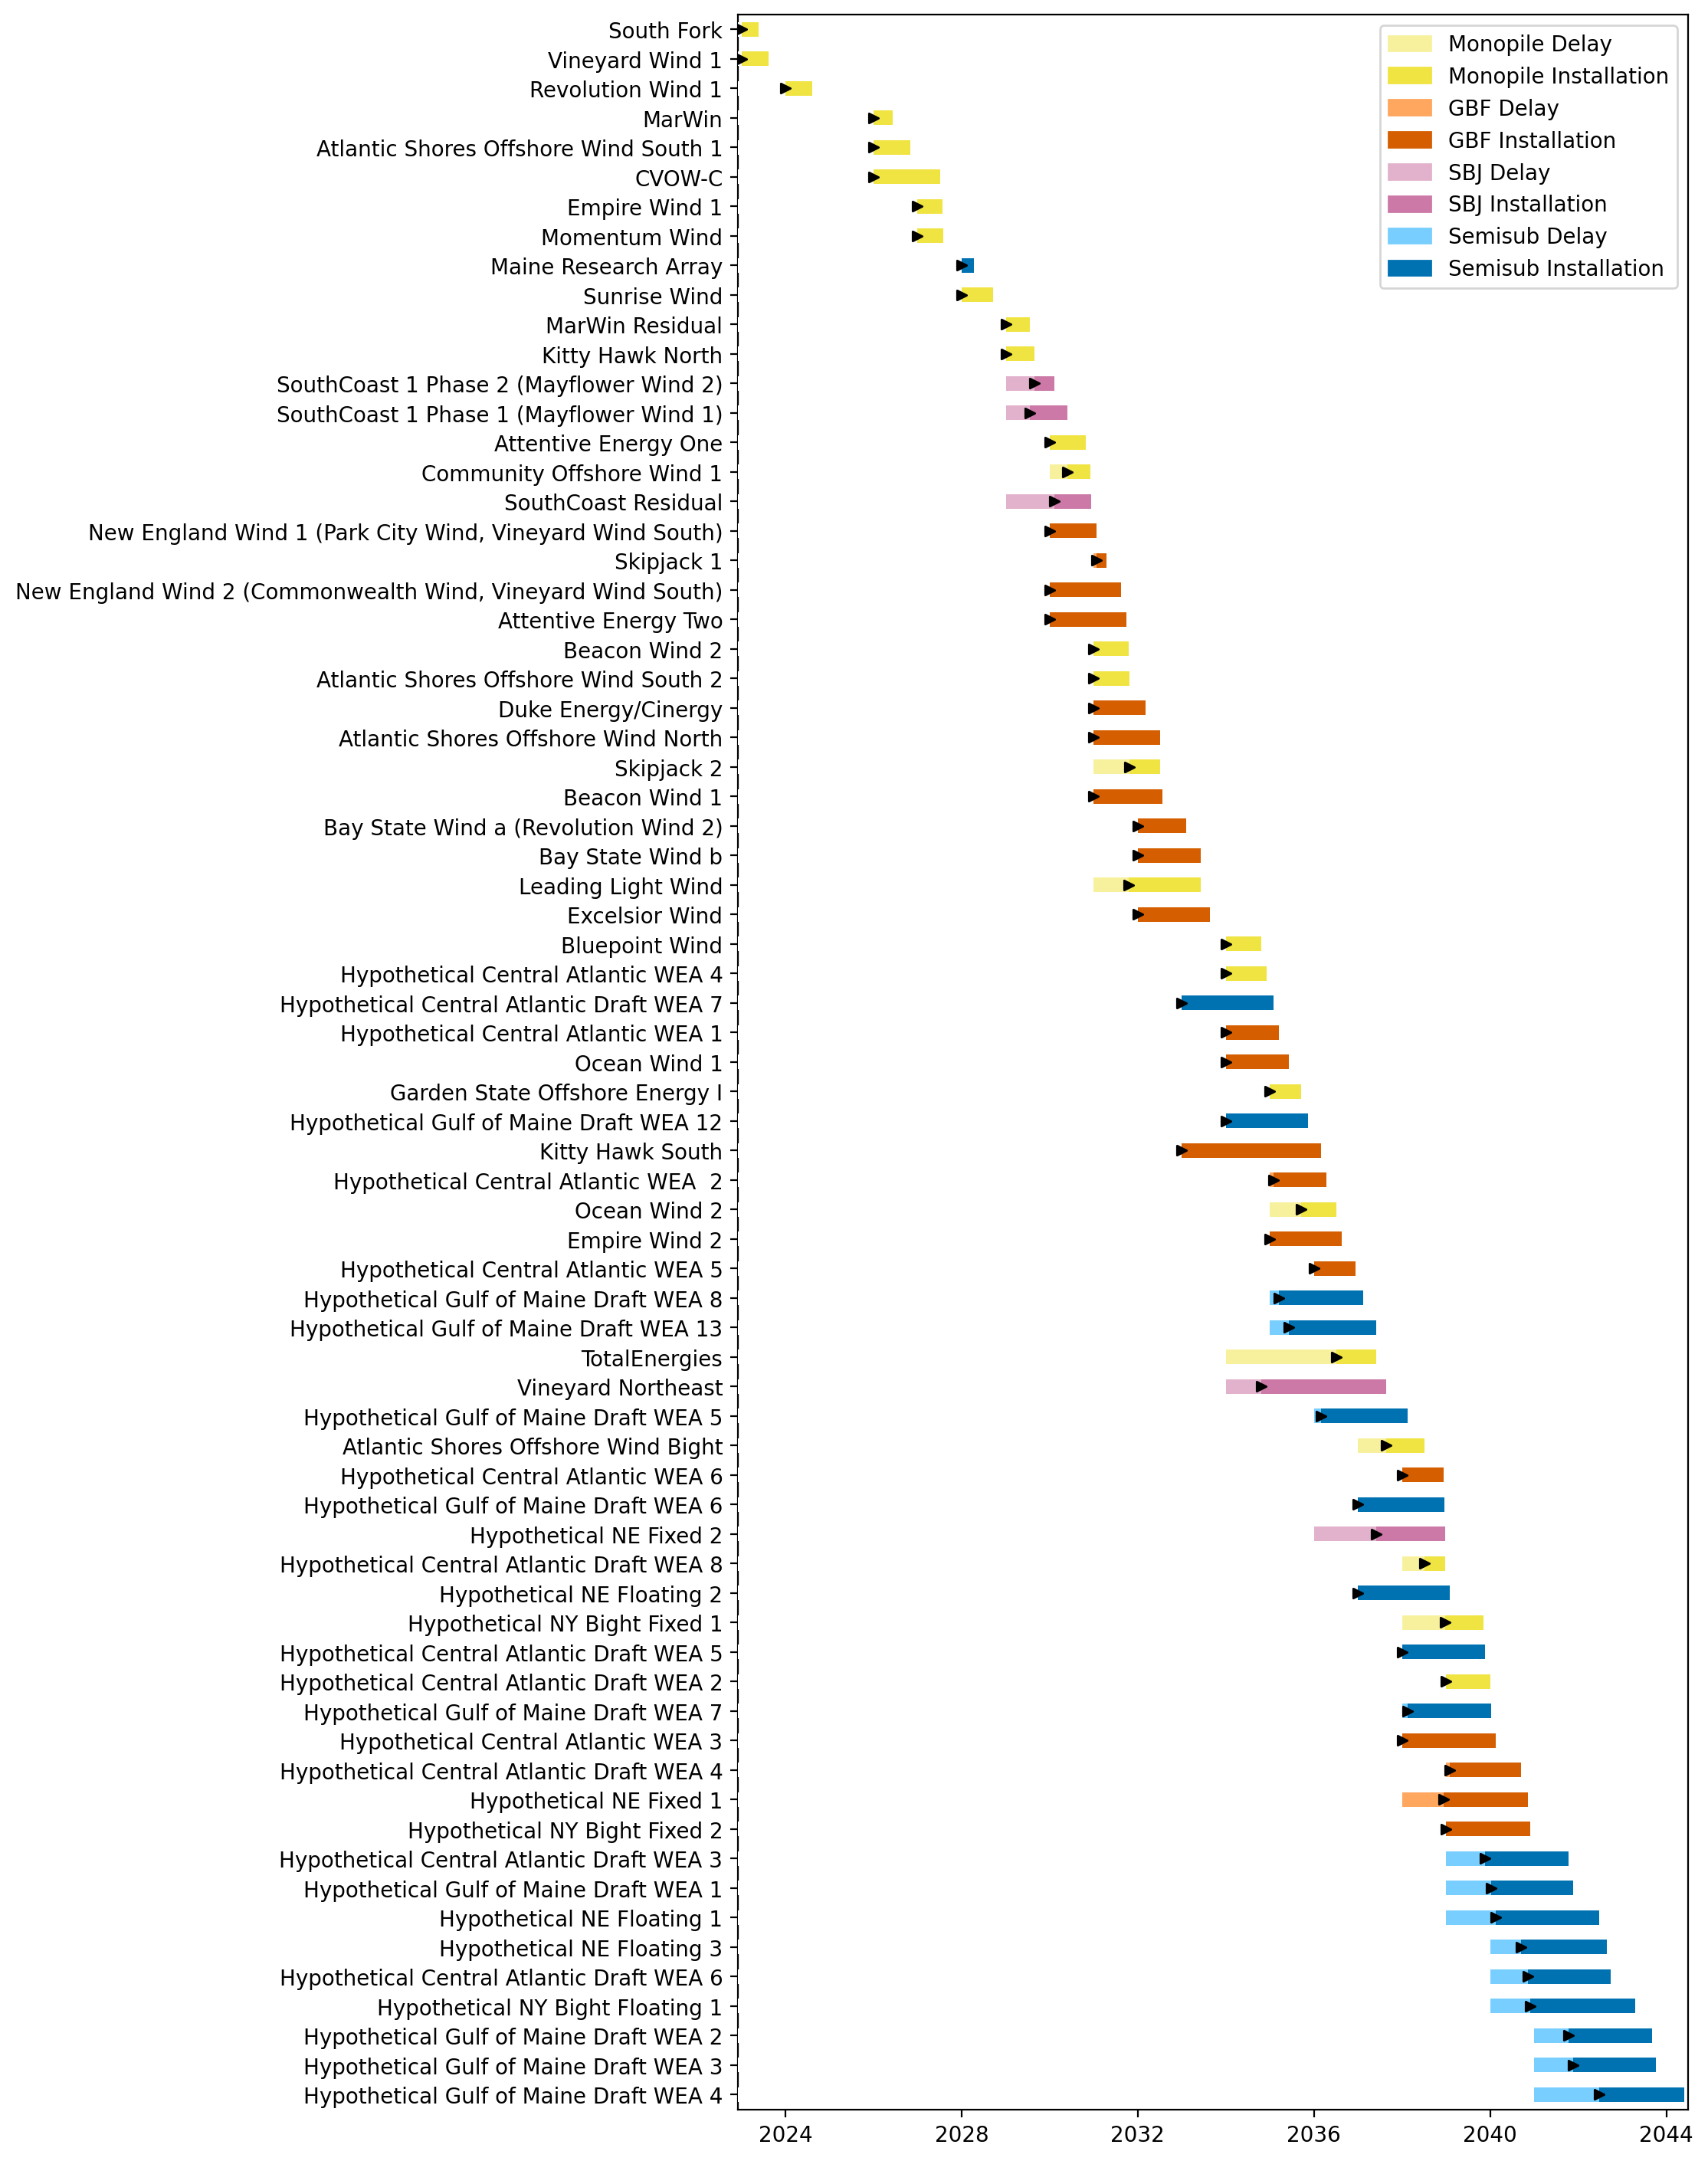 South Fork
Vineyard Wind 1
Revolution Wind 1
MarWin
Atlantic Shores Offshore Wind South 1
CVOW-C
Empire Wind 1
Momentum Wind
Maine Research Array
Sunrise Wind
MarWin Residual
Kitty Hawk North
SouthCoast 1 Phase 2 (Mayflower Wind 2)
SouthCoast 1 Phase 1 (Mayflower Wind 1)
Attentive Energy One
Community Offshore Wind 1
SouthCoast Residual
New England Wind 1 (Park City Wind, Vineyard Wind South)
Skipjack 1
New England Wind 2 (Commonwealth Wind, Vineyard Wind South)
Attentive Energy Two
Beacon Wind 2
Atlantic Shores Offshore Wind South 2
Duke Energy/Cinergy
Atlantic Shores Offshore Wind North
Skipjack 2
Beacon Wind 1
Bay State Wind a (Revolution Wind 2)
Bay State Wind b
Leading Light Wind
Excelsior Wind
Bluepoint Wind
Hypothetical Central Atlantic WEA 4
Hypothetical Central Atlantic Draft WEA 7
Hypothetical Central Atlantic WEA 1
Ocean Wind 1
Garden State Offshore Energy I
Hypothetical Gulf of Maine Draft WEA 12
Kitty Hawk South
Hypothetical Central Atlantic WEA  2
Ocean Wind 2
Empire Wind 2
Hypothetical Central Atlantic WEA 5
Hypothetical Gulf of Maine Draft WEA 8
Hypothetical Gulf of Maine Draft WEA 13
TotalEnergies
Vineyard Northeast
Hypothetical Gulf of Maine Draft WEA 5
Atlantic Shores Offshore Wind Bight
Hypothetical Central Atlantic WEA 6
Hypothetical Gulf of Maine Draft WEA 6
Hypothetical NE Fixed 2
Hypothetical Central Atlantic Draft WEA 8
Hypothetical NE Floating 2
Hypothetical NY Bight Fixed 1
Hypothetical Central Atlantic Draft WEA 5
Hypothetical Central Atlantic Draft WEA 2
Hypothetical Gulf of Maine Draft WEA 7
Hypothetical Central Atlantic WEA 3
Hypothetical Central Atlantic Draft WEA 4
Hypothetical NE Fixed 1
Hypothetical NY Bight Fixed 2
Hypothetical Central Atlantic Draft WEA 3
Hypothetical Gulf of Maine Draft WEA 1
Hypothetical NE Floating 1
Hypothetical NE Floating 3
Hypothetical Central Atlantic Draft WEA 6
Hypothetical NY Bight Floating 1
Hypothetical Gulf of Maine Draft WEA 2
Hypothetical Gulf of Maine Draft WEA 3
Hypothetical Gulf of Maine Draft WEA 4
Monopile Delay
Monopile Installation
GBF Delay
GBF Installation
SBJ Delay
SBJ Installation
Semisub Delay
Semisub Installation
2024 2028 2032 2036 2040 2044